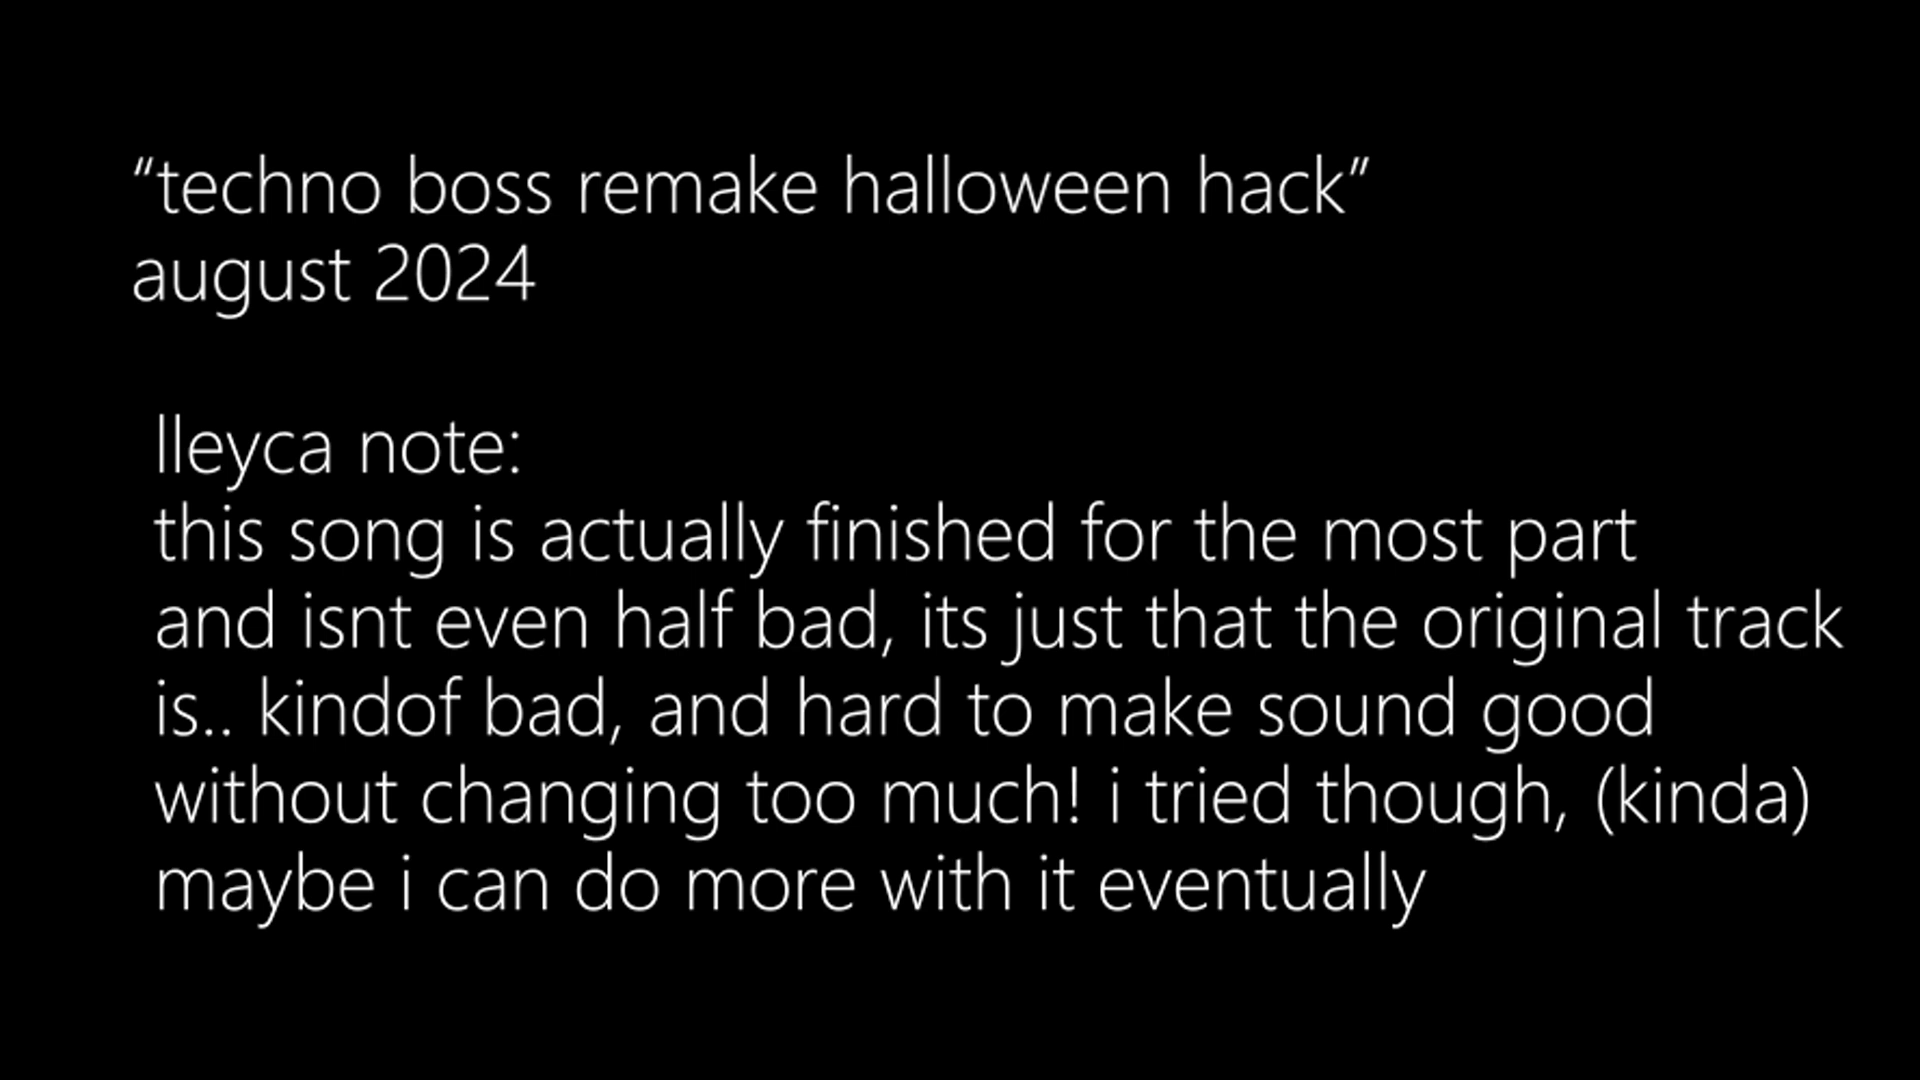 “techno boss remake halloween hack”
august 2024
lleyca note:
this song is actually finished for the most part
and isnt even half bad, its just that the original track
is.. kindof bad, and hard to make sound good
without changing too much! i tried though, (kinda)
maybe i can do more with it eventually